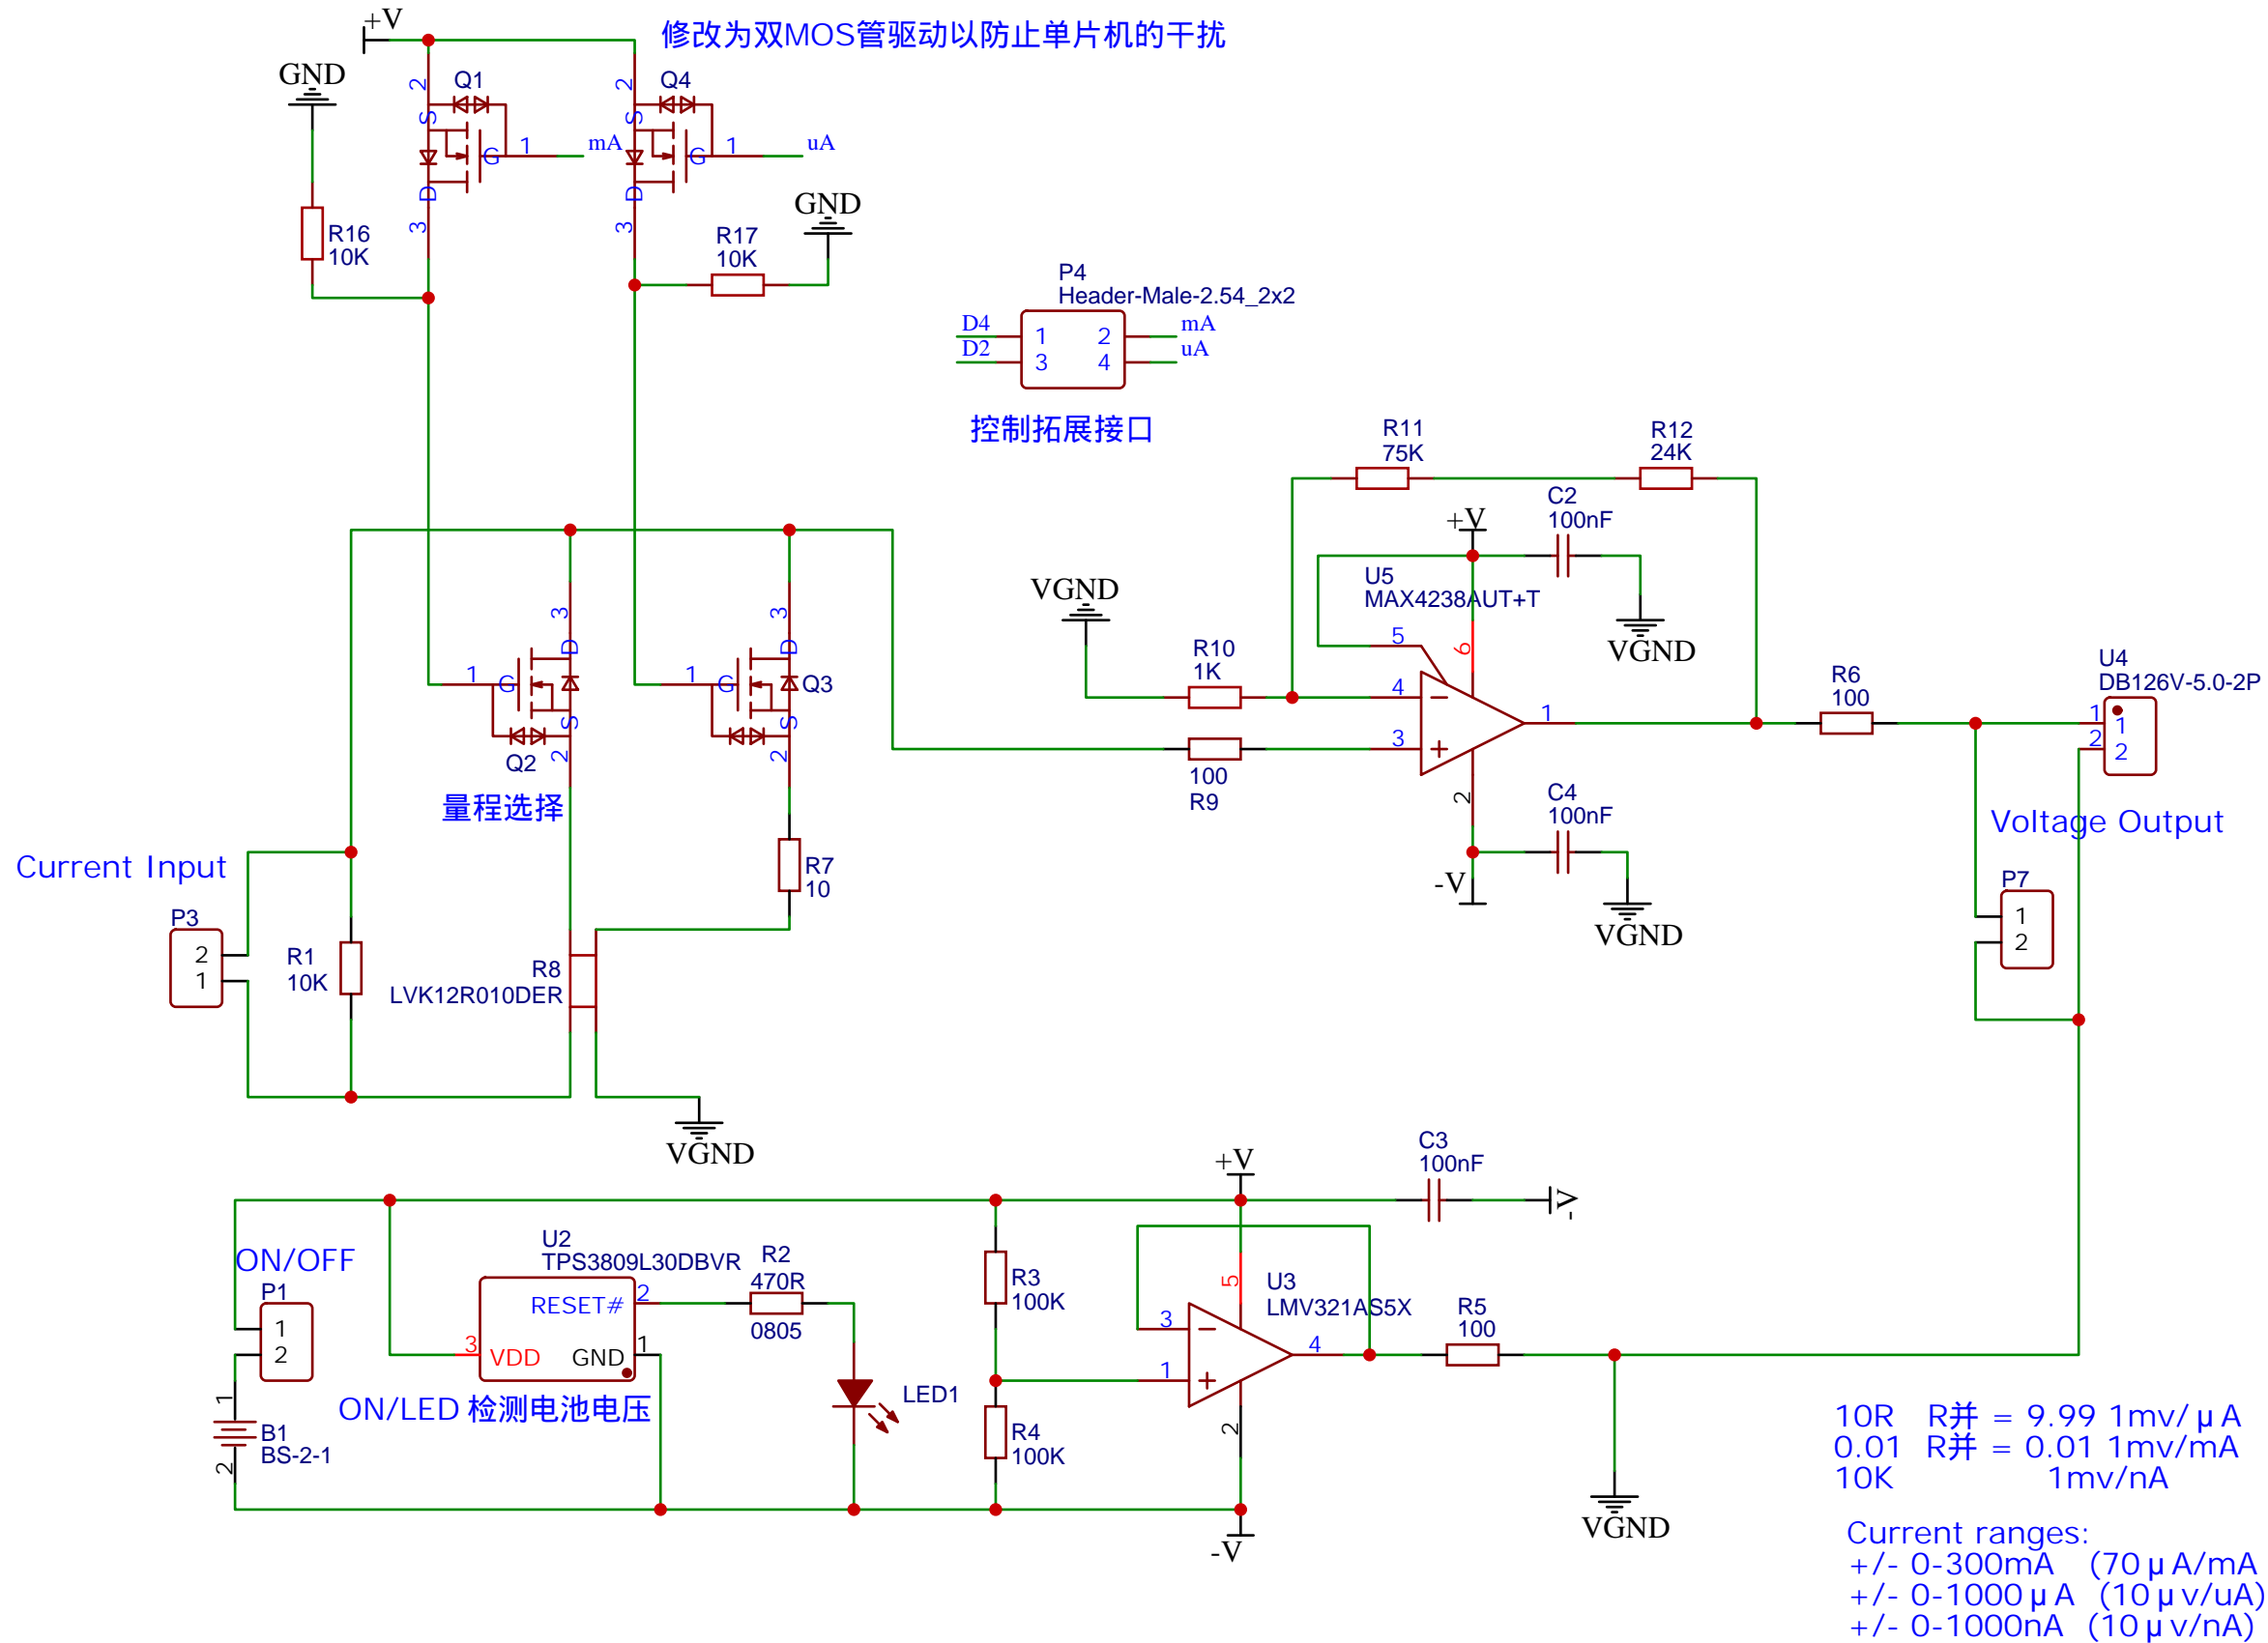 +V
修改为双MOS管驱动以防止单片机的干扰
GND
2
Q1
S
G
1
mA
D
3
2
Q4
S
G
1
uA
D
3
R16
10K
R17
10K
GND
P4
Header-Male-2.54_2x2
D4
1
2
mA
D2
3
4
uA
控制拓展接口
R11
75K
R12
24K
C2
100nF
+V
VGND
U5
MAX4238AUT+T
VGND
5
6
R10
1K
4
3
1
2
100
R9
R6
100
U4
DB126V-5.0-2P
1
1
2
2
3
D
1
G
S
2
Q2
3
D
1
G
Q3
S
2
量程选择
C4
100nF
-V
VGND
Voltage Output
P7
1
2
Current Input
P3
2
1
R1
10K
R7
10
R8
LVK12R010DER
VGND
+V
C3
100nF
-V
ON/OFF
P1
1
2
U2
TPS3809L30DBVR
RESET#
2
3
VDD
GND
1
R2
470R
0805
R3
100K
5
U3
LMV321AS5X
3
1
4
2
R5
100
LED1
ON/LED 检测电池电压
1
B1
BS-2-1
2
R4
100K
-V
VGND
10R R并 = 9.99 1mv/μA
0.01 R并 = 0.01 1mv/mA
10K 1mv/nA
Current ranges:
+/- 0-300mA (70μA/mA
+/- 0-1000μA (10μv/uA)
+/- 0-1000nA (10μv/nA)